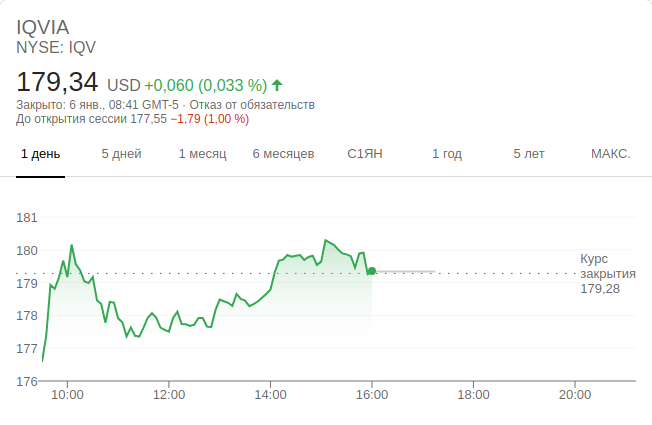 IQVIA
NYSE: IQV
179,34 USD +0,060 (0,033 %)
Закрыто: 6 янв., 08:41 GMT-5 · Отказ от обязательств
До открытия сессии 177,55 −1,79 (1,00 %)
1 день 5 дней 1 месяц 6 месяцев С1ЯН 1 год 5 лет МАКС.
181
180
179
178
177
176
Курс
закрытия
179,28
10:00 12:00 14:00 16:00 18:00 20:00